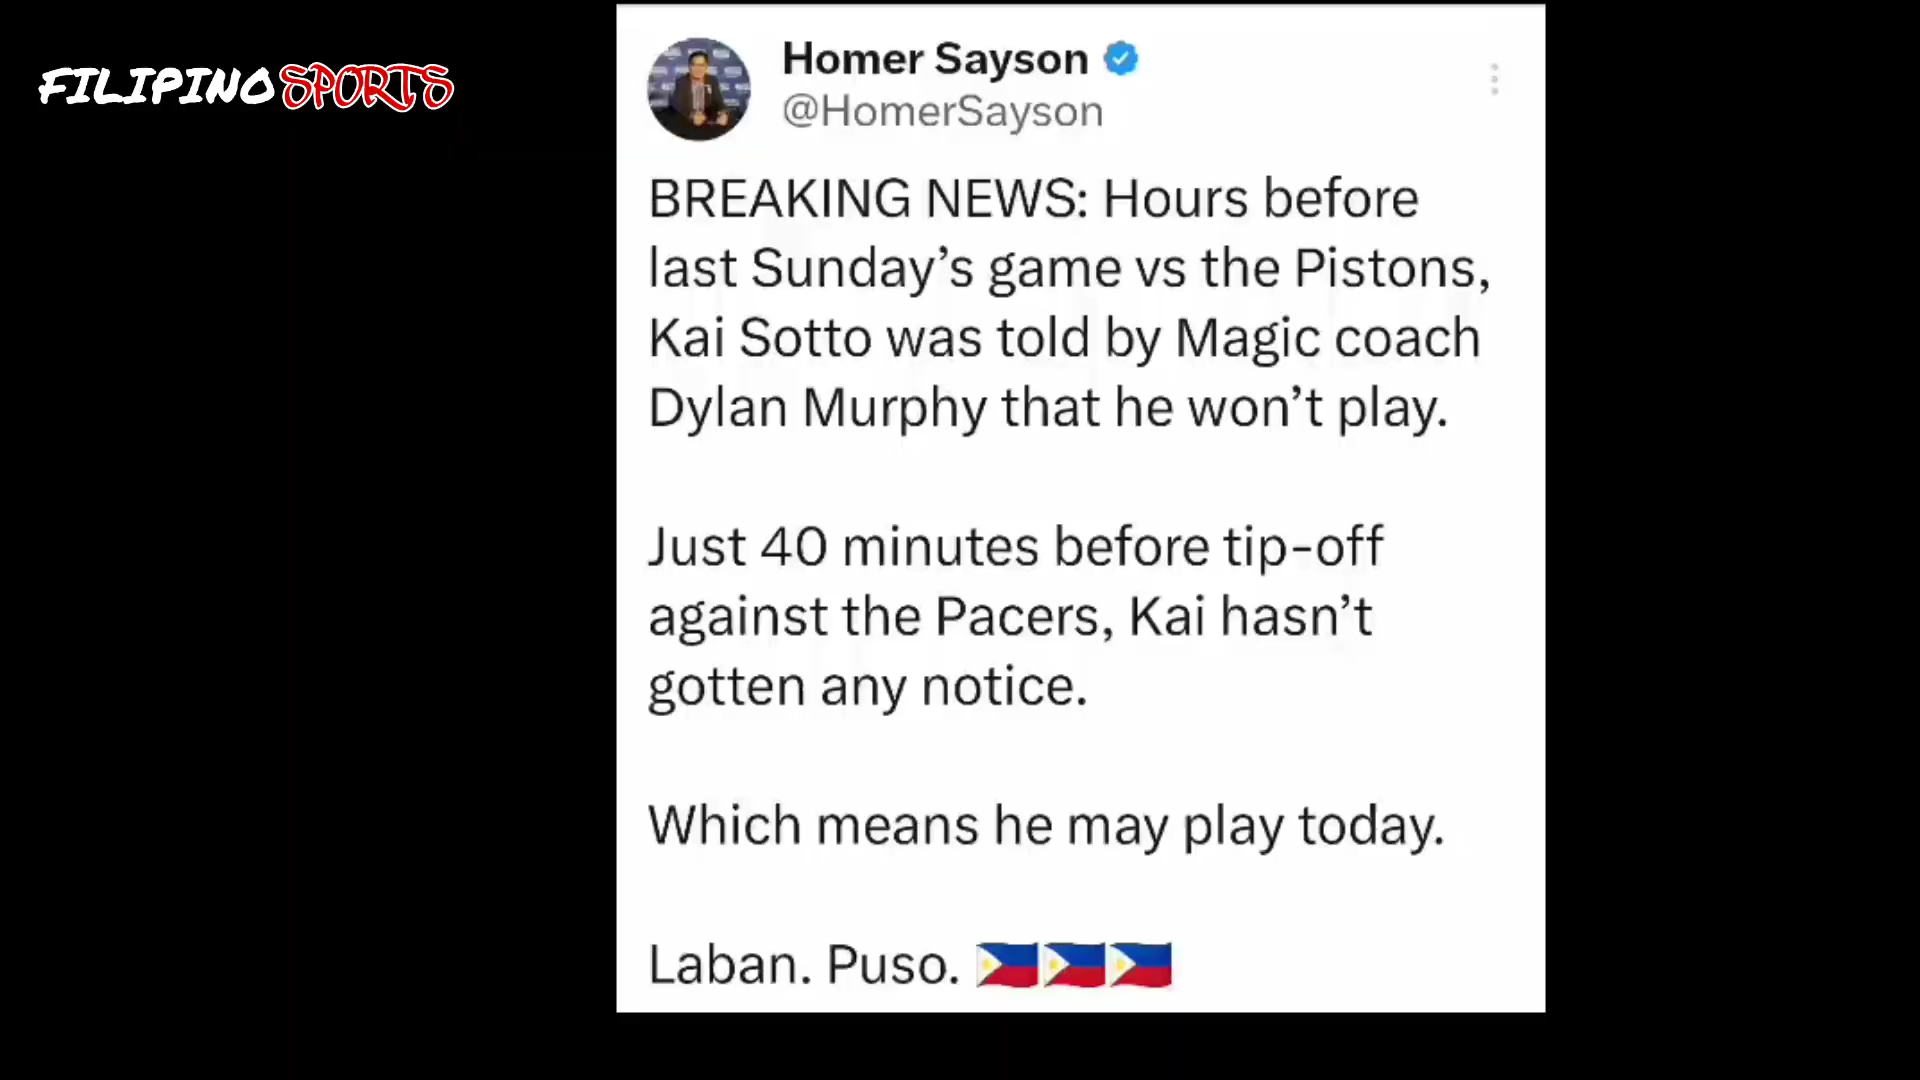 FILIPINO SPORTS
Homer Sayson
@HomerSayson
BREAKING NEWS: Hours before
last Sunday’s game vs the Pistons,
Kai Sotto was told by Magic coach
Dylan Murphy that he won’t play.
Just 40 minutes before tip-off
against the Pacers, Kai hasn’t
gotten any notice.
Which means he may play today.
Laban. Puso. 🇵🇭🇵🇭🇵🇭